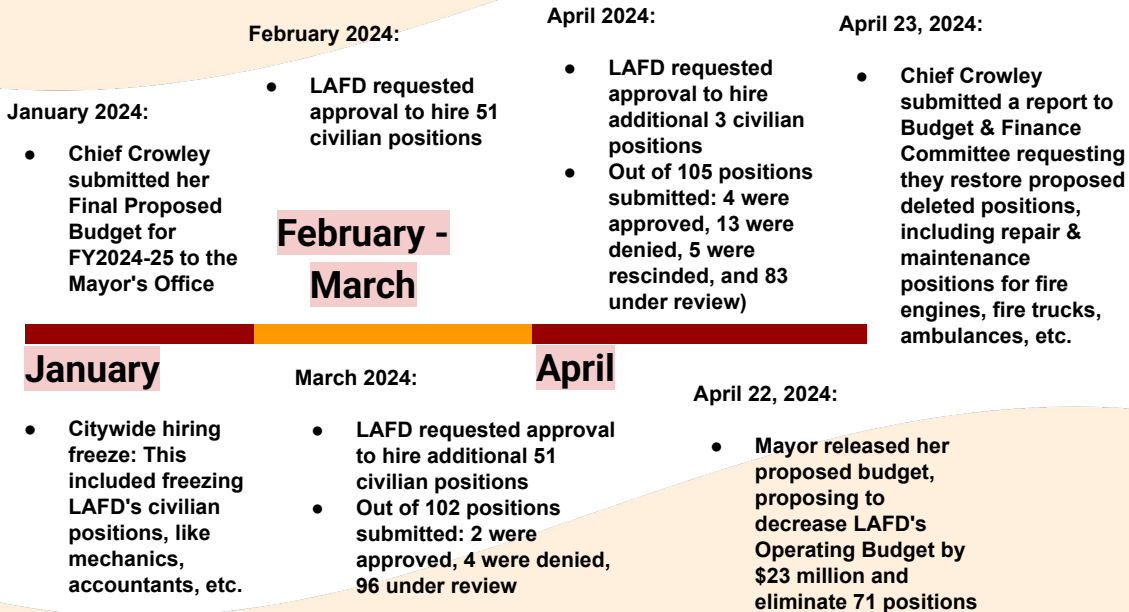 January 2024:
● Chief Crowley
submitted her
Final Proposed
Budget for
FY2024-25 to the
Mayor's Office
February 2024:
● LAFD requested
approval to hire 51
civilian positions
February -
March
April 2024:
● LAFD requested
approval to hire
additional 3 civilian
positions
● Out of 105 positions
submitted: 4 were
approved, 13 were
denied, 5 were
rescinded, and 83
under review)
April 23, 2024:
● Chief Crowley
submitted a report to
Budget & Finance
Committee requesting
they restore proposed
deleted positions,
including repair &
maintenance
positions for fire
engines, fire trucks,
ambulances, etc.
January
● Citywide hiring
freeze: This
included freezing
LAFD's civilian
positions, like
mechanics,
accountants, etc.
March 2024:
● LAFD requested approval
to hire additional 51
civilian positions
● Out of 102 positions
submitted: 2 were
approved, 4 were denied,
96 under review
April
April 22, 2024:
● Mayor released her
proposed budget,
proposing to
decrease LAFD's
Operating Budget by
$23 million and
eliminate 71 positions